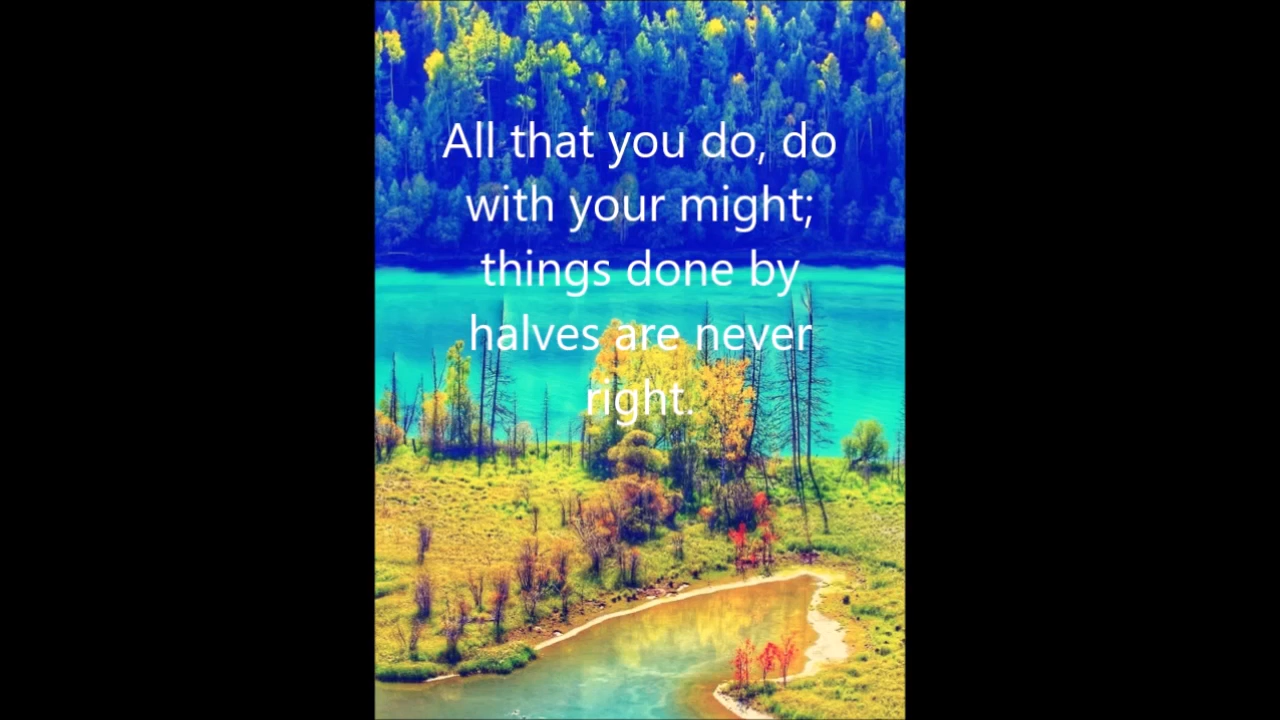 All that you do, do
with your might;
things done by
halves are never
right.